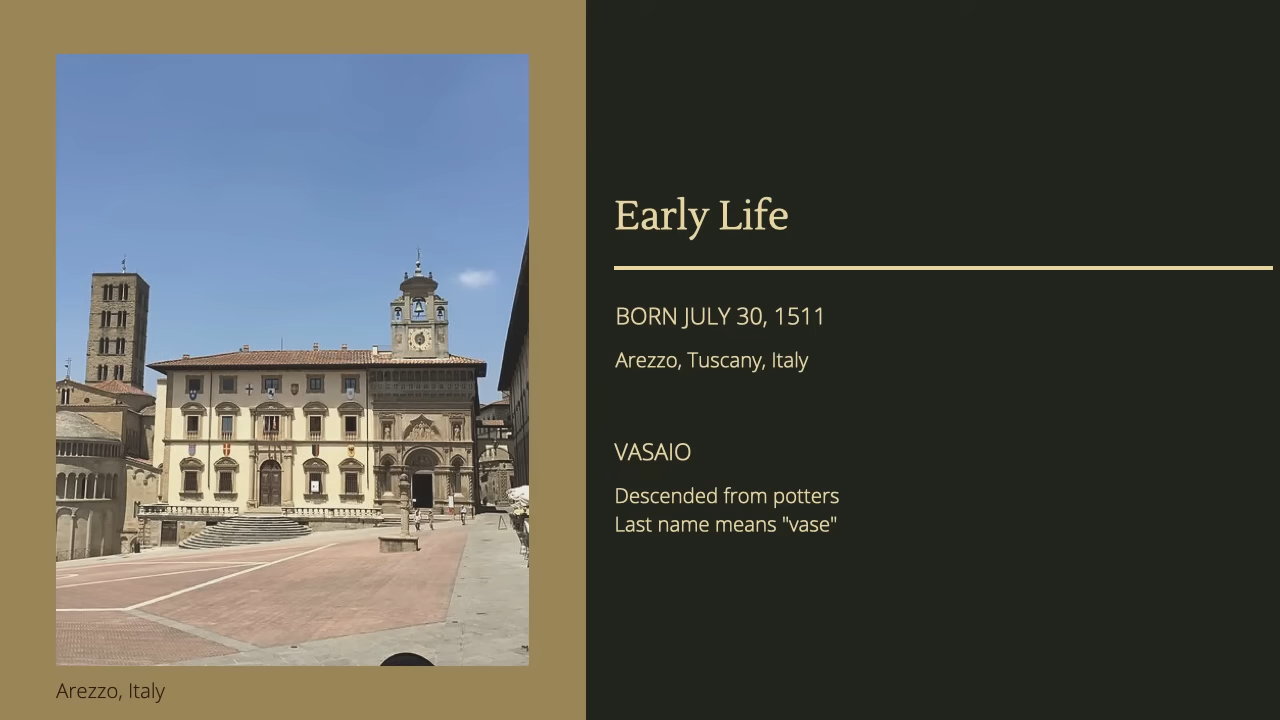 Early Life
BORN JULY 30, 1511
Arezzo, Tuscany, Italy
VASAIO
Descended from potters
Last name means "vase"
Arezzo, Italy